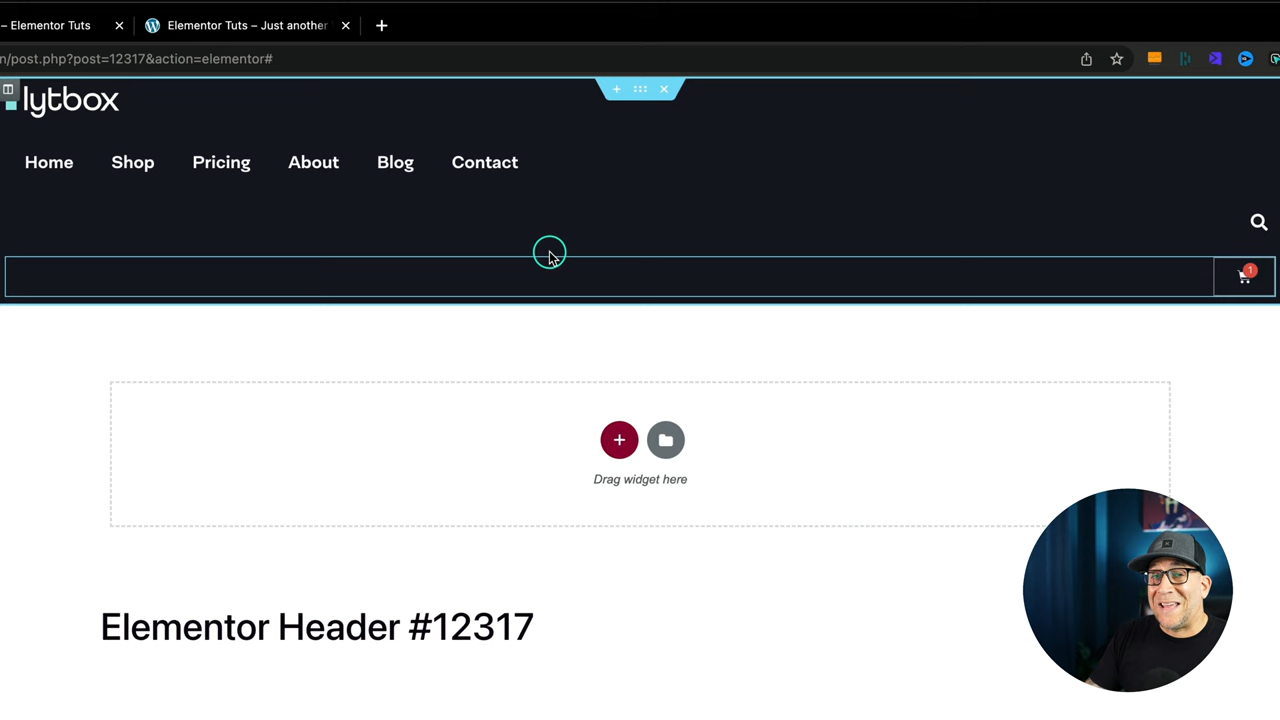 – Elementor Tuts
Elementor Tuts – Just another
n/post.php?post=12317&action=elementor#
lytbox
Home Shop Pricing About Blog Contact
1
Drag widget here
Elementor Header #12317